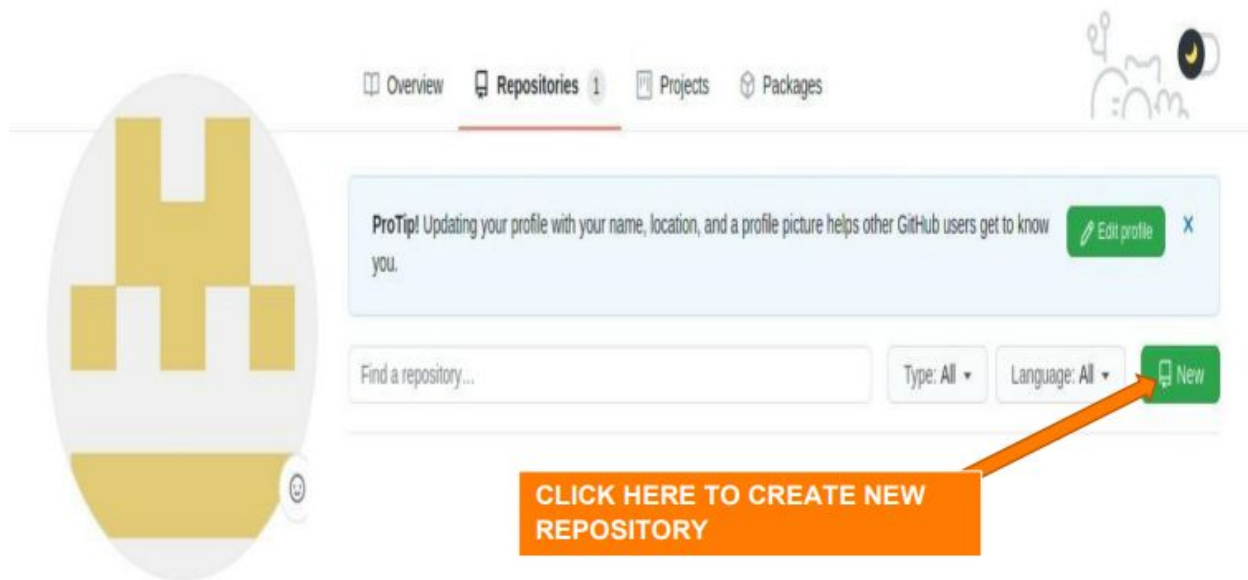 Overview Repositories 1 Projects Packages
ProTip! Updating your profile with your name, location, and a profile picture helps other GitHub users get to know
you.
Edit profile
Find a repository...
Type: All
Language: All
New
CLICK HERE TO CREATE NEW
REPOSITORY